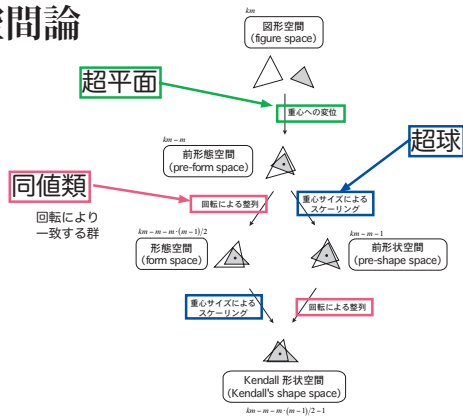 間論
km
図形空間
(figure space)
超平面
重心への変位
km − m
前形態空間
(pre-form space)
超球
同値類
回転による整列
重心サイズによる
スケーリング
回転により
一致する群
km − m − m · (m − 1)/2
形態空間
(form space)
km − m − 1
前形状空間
(pre-shape space)
重心サイズによる
スケーリング
回転による整列
Kendall 形状空間
(Kendall's shape space)
km − m − m · (m − 1)/2 − 1